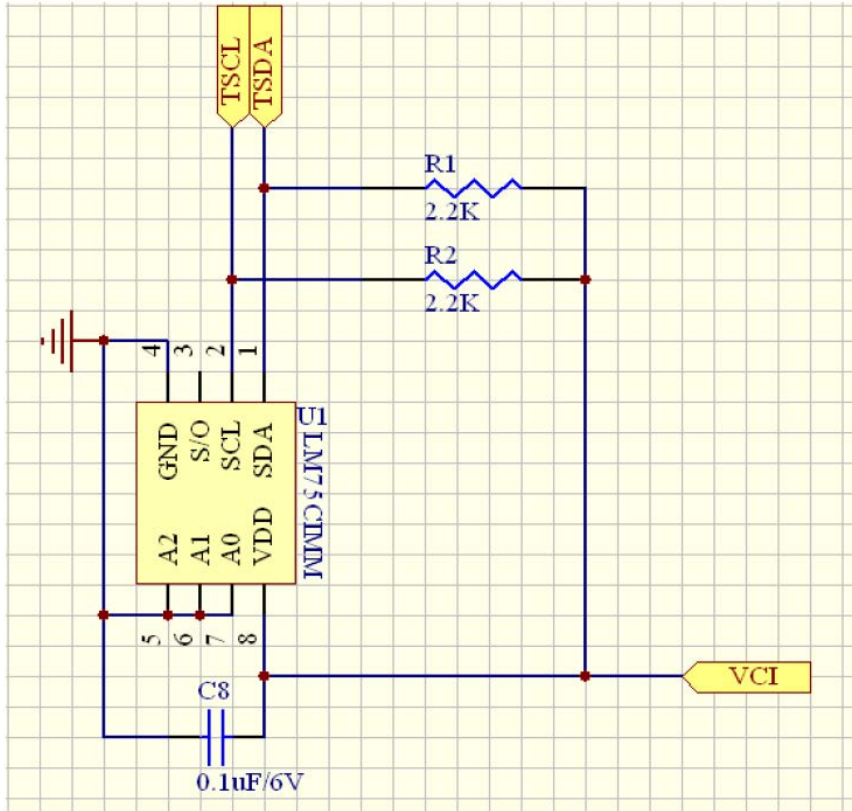 TSCL
TSDA
R1
2.2K
R2
2.2K
4
3
2
1
U1
LM75CIMM
GND
S/O
SCL
SDA
A2
A1
A0
VDD
5
6
7
8
VCI
C8
0.1uF/6V